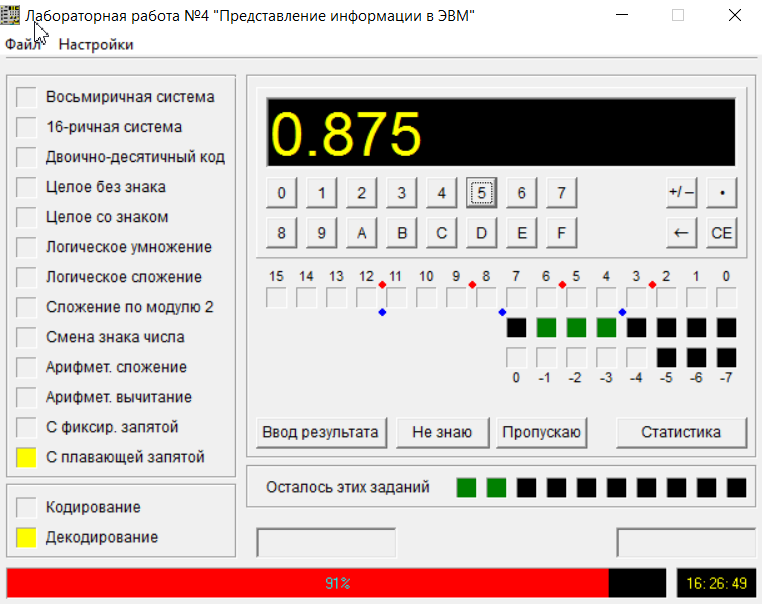 Лабораторная работа №4 "Представление информации в ЭВМ"
Файл Настройки
Восьмиричная система
16-ричная система
Двоично-десятичный код
Целое без знака
Целое со знаком
Логическое умножение
Логическое сложение
Сложение по модулю 2
Смена знака числа
Арифмет. сложение
Арифмет. вычитание
С фиксир. запятой
С плавающей запятой
Кодирование
Декодирование
0.875
0 1 2 3 4 5 6 7 +/− •
8 9 A B C D E F ← CE
15 14 13 12 11 10 9 8 7 6 5 4 3 2 1 0
0 -1 -2 -3 -4 -5 -6 -7
Ввод результата Не знаю Пропускаю Статистика
Осталось этих заданий
91% 16:26:49